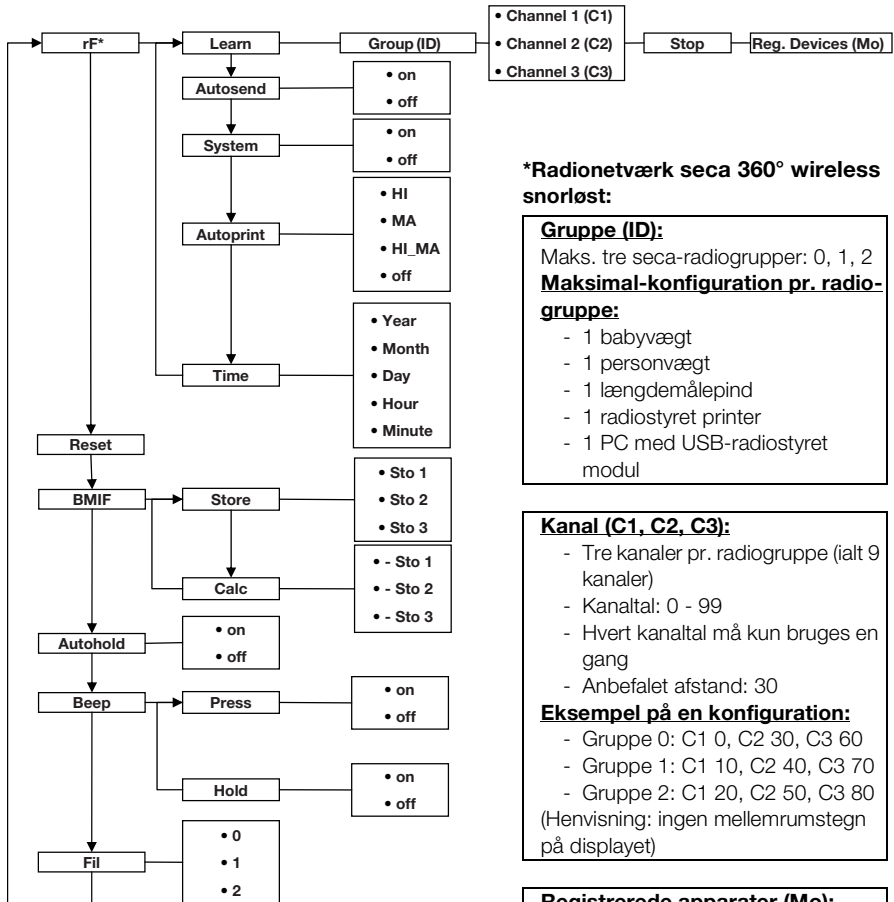 rF*
Learn
Group (ID)
• Channel 1 (C1)
• Channel 2 (C2)
• Channel 3 (C3)
Stop
Reg. Devices (Mo)
Autosend
• on
• off
System
• on
• off
Autoprint
• HI
• MA
• HI_MA
• off
Time
• Year
• Month
• Day
• Hour
• Minute
Reset
BMIF
Store
• Sto 1
• Sto 2
• Sto 3
Calc
• - Sto 1
• - Sto 2
• - Sto 3
Autohold
• on
• off
Beep
Press
• on
• off
Hold
• on
• off
Fil
• 0
• 1
• 2
*Radionetværk seca 360° wireless
snorløst:
Gruppe (ID):
Maks. tre seca-radiogrupper: 0, 1, 2
Maksimal-konfiguration pr. radio-
gruppe:
- 1 babyvægt
- 1 personvægt
- 1 længdemålepind
- 1 radiostyret printer
- 1 PC med USB-radiostyret
modul
Kanal (C1, C2, C3):
- Tre kanaler pr. radiogruppe (ialt 9
kanaler)
- Kanaltal: 0 - 99
- Hvert kanaltal må kun bruges en
gang
- Anbefalet afstand: 30
Eksempel på en konfiguration:
- Gruppe 0: C1 0, C2 30, C3 60
- Gruppe 1: C1 10, C2 40, C3 70
- Gruppe 2: C1 20, C2 50, C3 80
(Henvisning: ingen mellemrumstegn
på displayet)
Registrerede apparater (Mo):